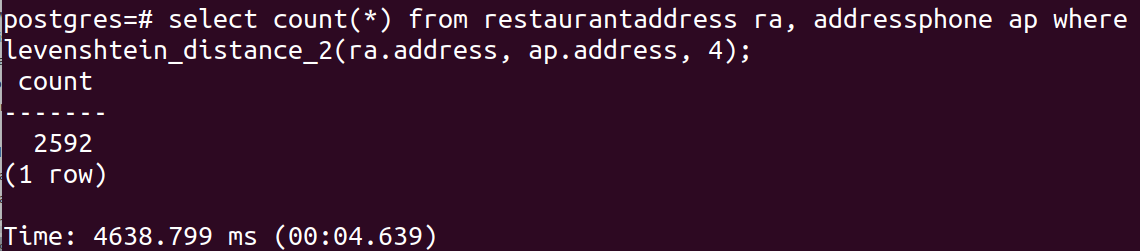 postgres=# select count(*) from restaurantaddress ra, addressphone ap where
levenshtein_distance_2(ra.address, ap.address, 4);
 count
-------
  2592
(1 row)

Time: 4638.799 ms (00:04.639)